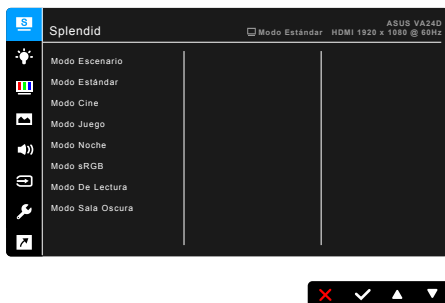 S
Splendid
Modo Estándar
ASUS VA24D
HDMI 1920 x 1080 @ 60Hz
Modo Escenario
Modo Estándar
Modo Cine
Modo Juego
Modo Noche
Modo sRGB
Modo De Lectura
Modo Sala Oscura